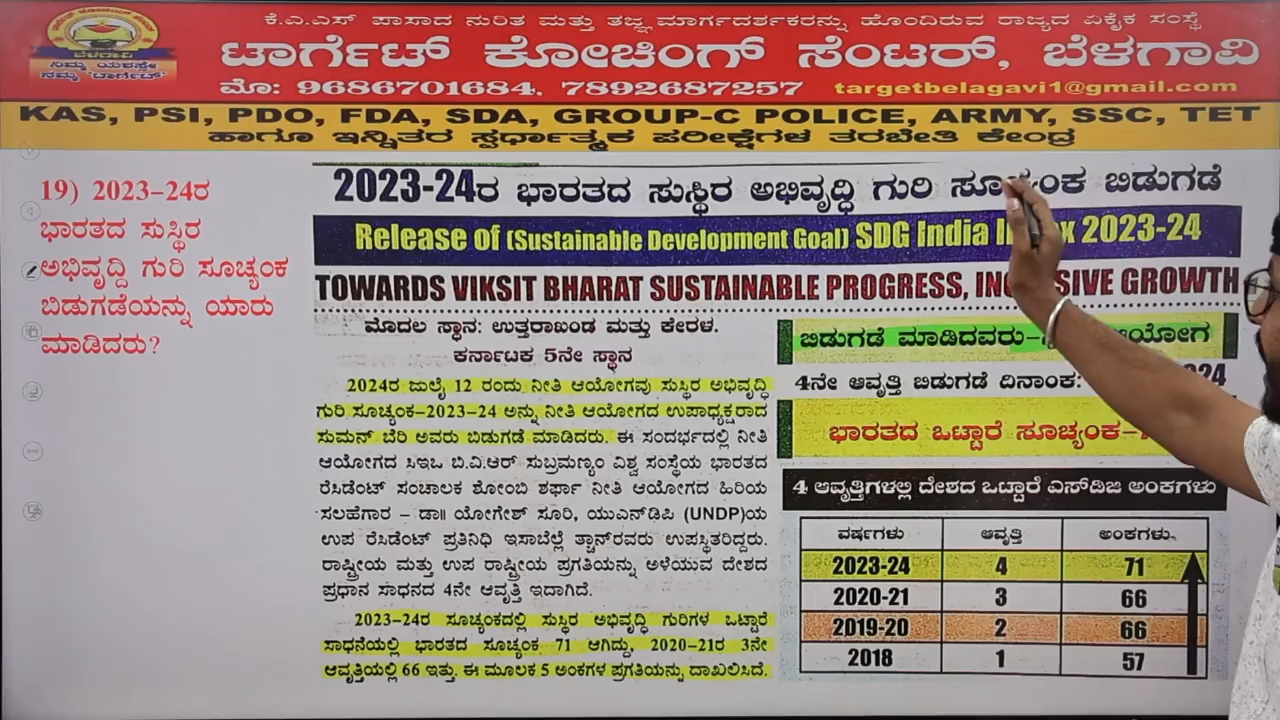 ಕೆ.ಎ.ಎಸ್ ಪಾಸಾದ ನುರಿತ ಮತ್ತು ತಜ್ಞ ಮಾರ್ಗದರ್ಶಕರನ್ನು ಹೊಂದಿರುವ ರಾಜ್ಯದ ಏಕೈಕ ಸಂಸ್ಥೆ
ಟಾರ್ಗೆಟ್ ಕೋಚಿಂಗ್ ಸೆಂಟರ್, ಬೆಳಗಾವಿ
ಬೆಳಗಾವಿ
ನಿಮ್ಮ ಯಶಸ್ಸೇ
ನಮ್ಮ "ಟಾರ್ಗೆಟ್"
ಮೊ: 9686701684, 7892687257 targetbelagavi1@gmail.com
KAS, PSI, PDO, FDA, SDA, GROUP-C POLICE, ARMY, SSC, TET
ಹಾಗೂ ಇನ್ನಿತರ ಸ್ಪರ್ಧಾತ್ಮಕ ಪರೀಕ್ಷೆಗಳ ತರಬೇತಿ ಕೇಂದ್ರ
19) 2023-24ರ
ಭಾರತದ ಸುಸ್ಥಿರ
ಅಭಿವೃದ್ದಿ ಗುರಿ ಸೂಚ್ಯಂಕ
ಬಿಡುಗಡೆಯನ್ನು ಯಾರು
ಮಾಡಿದರು?
2023-24ರ ಭಾರತದ ಸುಸ್ಥಿರ ಅಭಿವೃದ್ಧಿ ಗುರಿ ಸೂಚ್ಯಂಕ ಬಿಡುಗಡೆ
Release of (Sustainable Development Goal) SDG India Index 2023-24
TOWARDS VIKSIT BHARAT SUSTAINABLE PROGRESS, INCLUSIVE GROWTH
ಮೊದಲ ಸ್ಥಾನ: ಉತ್ತರಾಖಂಡ ಮತ್ತು ಕೇರಳ.
ಕರ್ನಾಟಕ 5ನೇ ಸ್ಥಾನ
2024ರ ಜುಲೈ 12 ರಂದು ನೀತಿ ಆಯೋಗವು ಸುಸ್ಥಿರ ಅಭಿವೃದ್ಧಿ
ಗುರಿ ಸೂಚ್ಯಂಕ-2023-24 ಅನ್ನು ನೀತಿ ಆಯೋಗದ ಉಪಾಧ್ಯಕ್ಷರಾದ
ಸುಮನ್ ಬೆರಿ ಅವರು ಬಿಡುಗಡೆ ಮಾಡಿದರು. ಈ ಸಂದರ್ಭದಲ್ಲಿ ನೀತಿ
ಆಯೋಗದ ಸಿಇಒ ಬಿ.ವಿ.ಆರ್ ಸುಬ್ರಮಣ್ಯಂ ವಿಶ್ವ ಸಂಸ್ಥೆಯ ಭಾರತದ
ರೆಸಿಡೆಂಟ್ ಸಂಚಾಲಕ ಶೋಂಬಿ ಶರ್ಫಾ ನೀತಿ ಆಯೋಗದ ಹಿರಿಯ
ಸಲಹೆಗಾರ – ಡಾ॥ ಯೋಗೇಶ್ ಸೂರಿ, ಯುಎನ್‌ಡಿಪಿ (UNDP)ಯ
ಉಪ ರೆಸಿಡೆಂಟ್ ಪ್ರತಿನಿಧಿ ಇಸಾಬೆಲ್ಲೆ ತ್ಚಾನ್‌ರವರು ಉಪಸ್ಥಿತರಿದ್ದರು.
ರಾಷ್ಟ್ರೀಯ ಮತ್ತು ಉಪ ರಾಷ್ಟ್ರೀಯ ಪ್ರಗತಿಯನ್ನು ಅಳೆಯುವ ದೇಶದ
ಪ್ರಧಾನ ಸಾಧನದ 4ನೇ ಆವೃತ್ತಿ ಇದಾಗಿದೆ.
2023-24ರ ಸೂಚ್ಯಂಕದಲ್ಲಿ ಸುಸ್ಥಿರ ಅಭಿವೃದ್ಧಿ ಗುರಿಗಳ ಒಟ್ಟಾರೆ
ಸಾಧನೆಯಲ್ಲಿ ಭಾರತದ ಸೂಚ್ಯಂಕ 71 ಆಗಿದ್ದು, 2020-21ರ 3ನೇ
ಆವೃತ್ತಿಯಲ್ಲಿ 66 ಇತ್ತು. ಈ ಮೂಲಕ 5 ಅಂಕಗಳ ಪ್ರಗತಿಯನ್ನು ದಾಖಲಿಸಿದೆ.
ಬಿಡುಗಡೆ ಮಾಡಿದವರು- ಆಯೋಗ
4ನೇ ಆವೃತ್ತಿ ಬಿಡುಗಡೆ ದಿನಾಂಕ:
ಭಾರತದ ಒಟ್ಟಾರೆ ಸೂಚ್ಯಂಕ-
4 ಆವೃತ್ತಿಗಳಲ್ಲಿ ದೇಶದ ಒಟ್ಟಾರೆ ಎಸ್‌ಡಿಜಿ ಅಂಕಗಳು
ವರ್ಷಗಳು ಆವೃತ್ತಿ ಅಂಕಗಳು
2023-24 4 71
2020-21 3 66
2019-20 2 66
2018 1 57